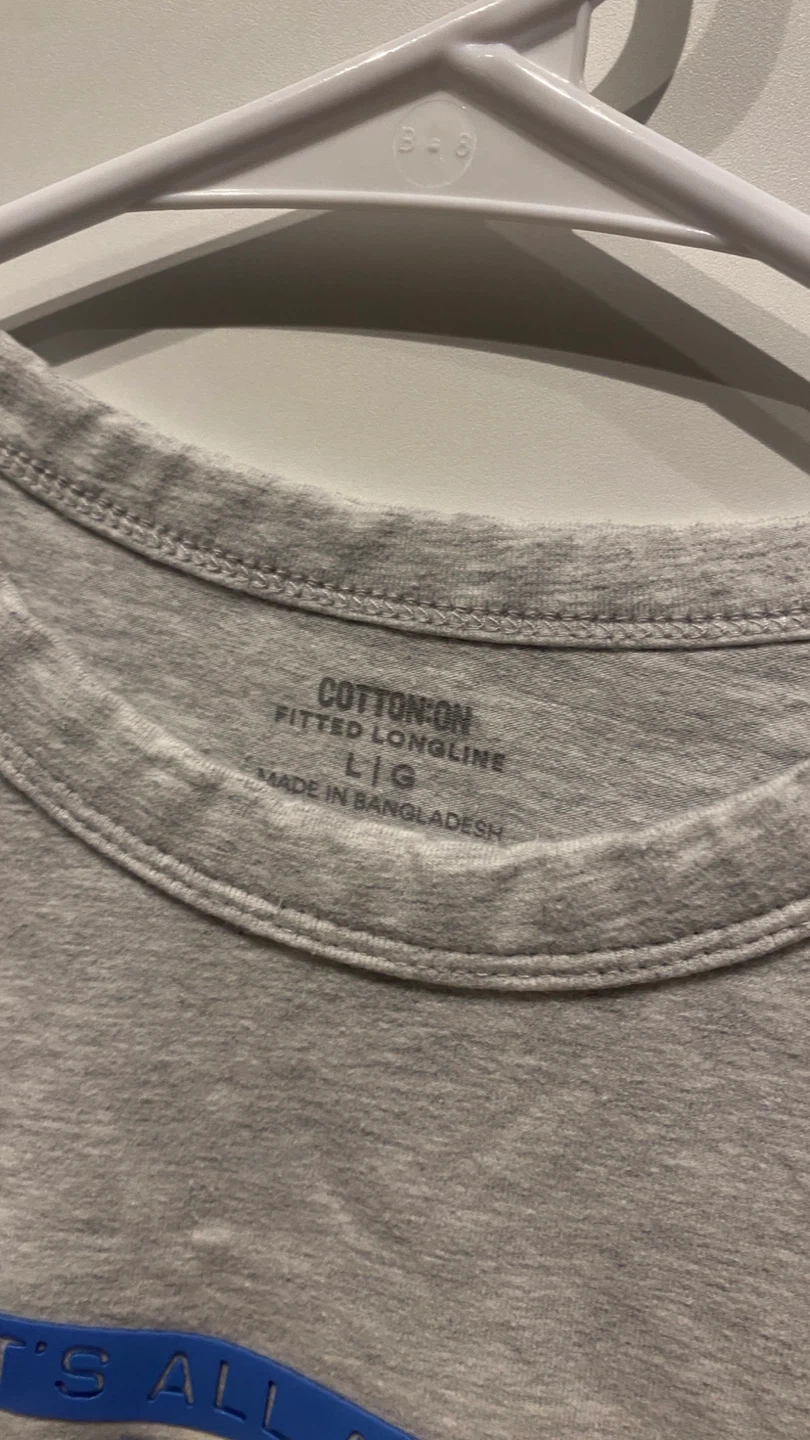 COTTON:ON
FITTED LONGLINE
L | G
MADE IN BANGLADESH
T'S ALL